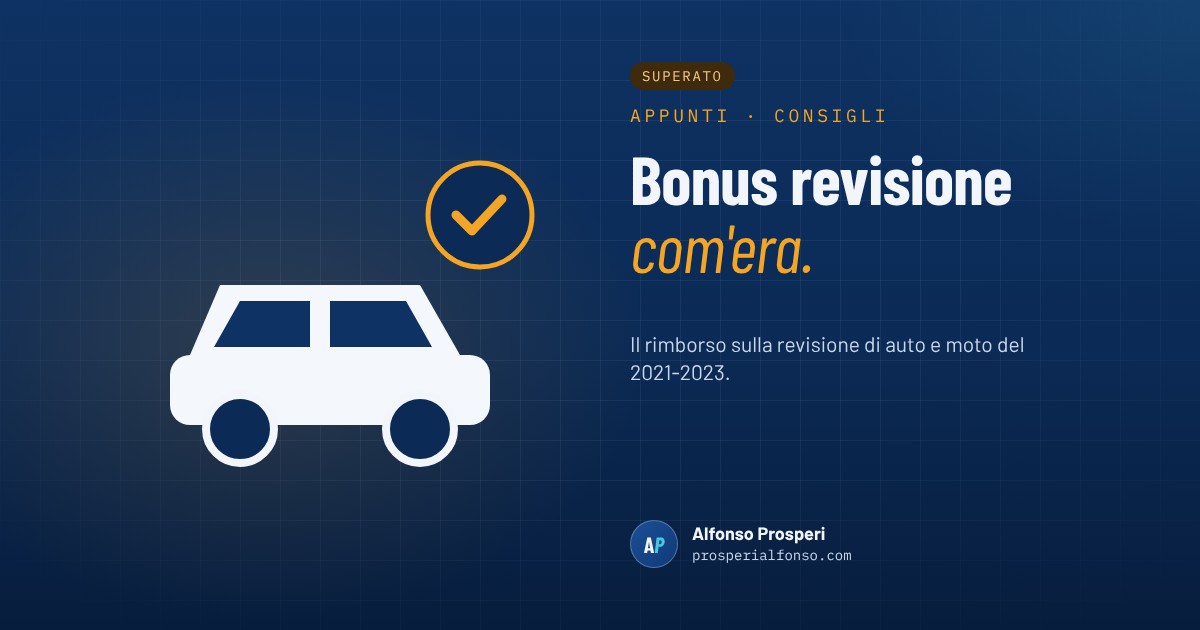 SUPERATO
APPUNTI · CONSIGLI
Bonus revisione
com'era.
Il rimborso sulla revisione di auto e moto del
2021-2023.
AP
Alfonso Prosperi
prosperialfonso.com